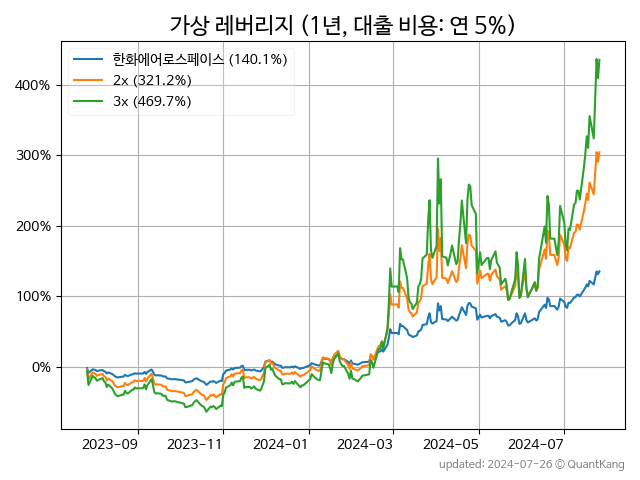 가상 레버리지 (1년, 대출 비용: 연 5%)
한화에어로스페이스 (140.1%)
2x (321.2%)
3x (469.7%)
400%
300%
200%
100%
0%
2023-09 2023-11 2024-01 2024-03 2024-05 2024-07
updated: 2024-07-26 © QuantKang